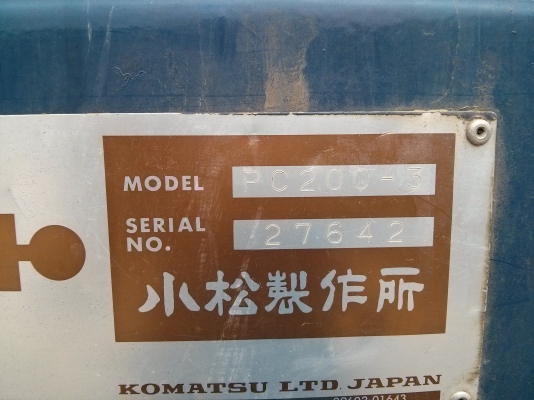 MODEL PC200-3
SERIAL NO. 27642
小松製作所
KOMATSU LTD. JAPAN